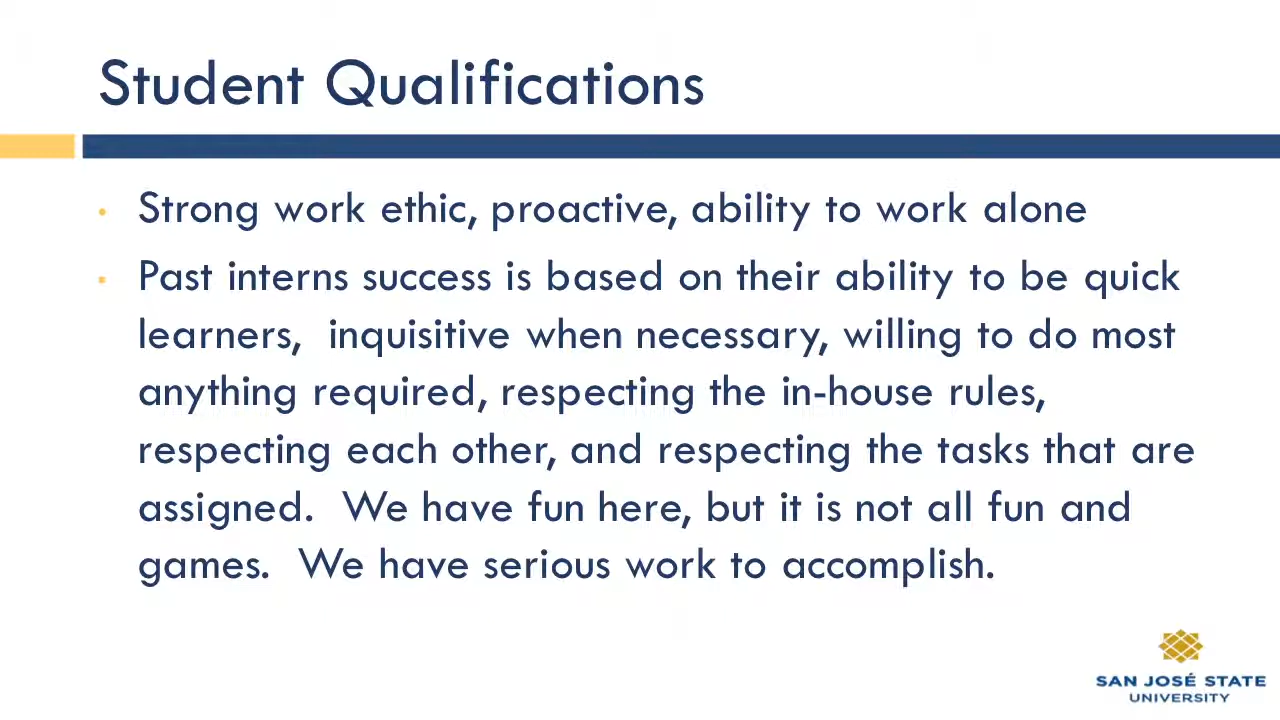 Student Qualifications
• Strong work ethic, proactive, ability to work alone
• Past interns success is based on their ability to be quick
learners,  inquisitive when necessary, willing to do most
anything required, respecting the in-house rules,
respecting each other, and respecting the tasks that are
assigned.  We have fun here, but it is not all fun and
games.  We have serious work to accomplish.
SAN JOSÉ STATE
UNIVERSITY